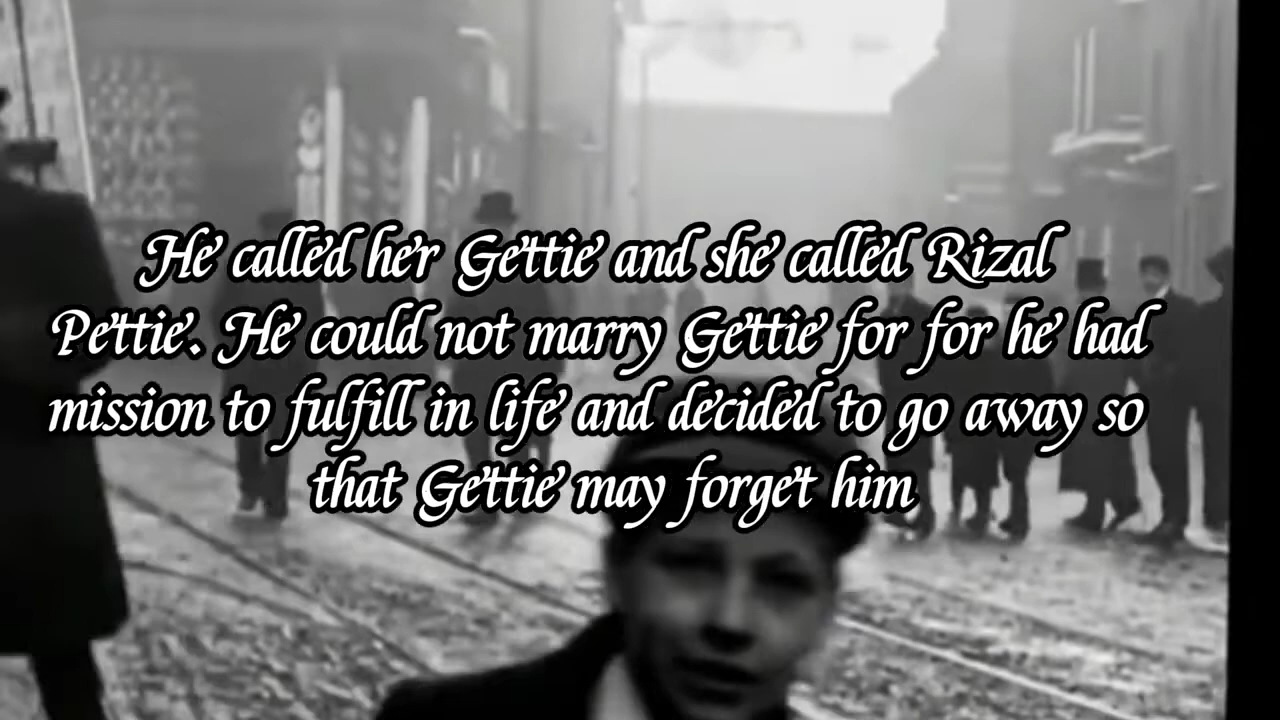 He called her Gettie and she called Rizal
Pettie. He could not marry Gettie for for he had
mission to fulfill in life and decided to go away so
that Gettie may forget him